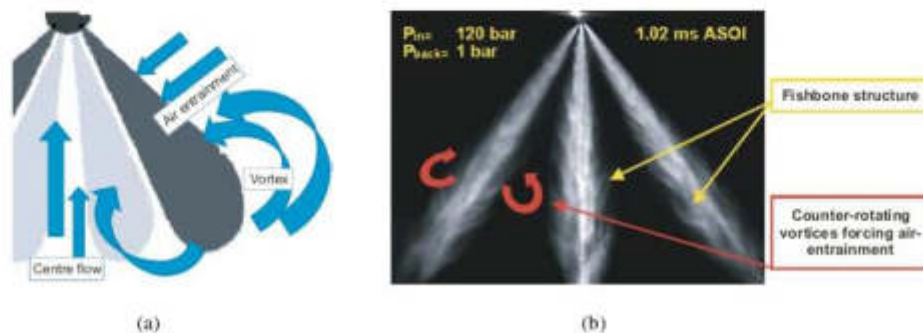 Air entrainment
Vortex
Centre flow
(a)
Pin= 120 bar
Pback= 1 bar
1.02 ms ASOI
Fishbone structure
Counter-rotating
vortices forcing air-
entrainment
(b)